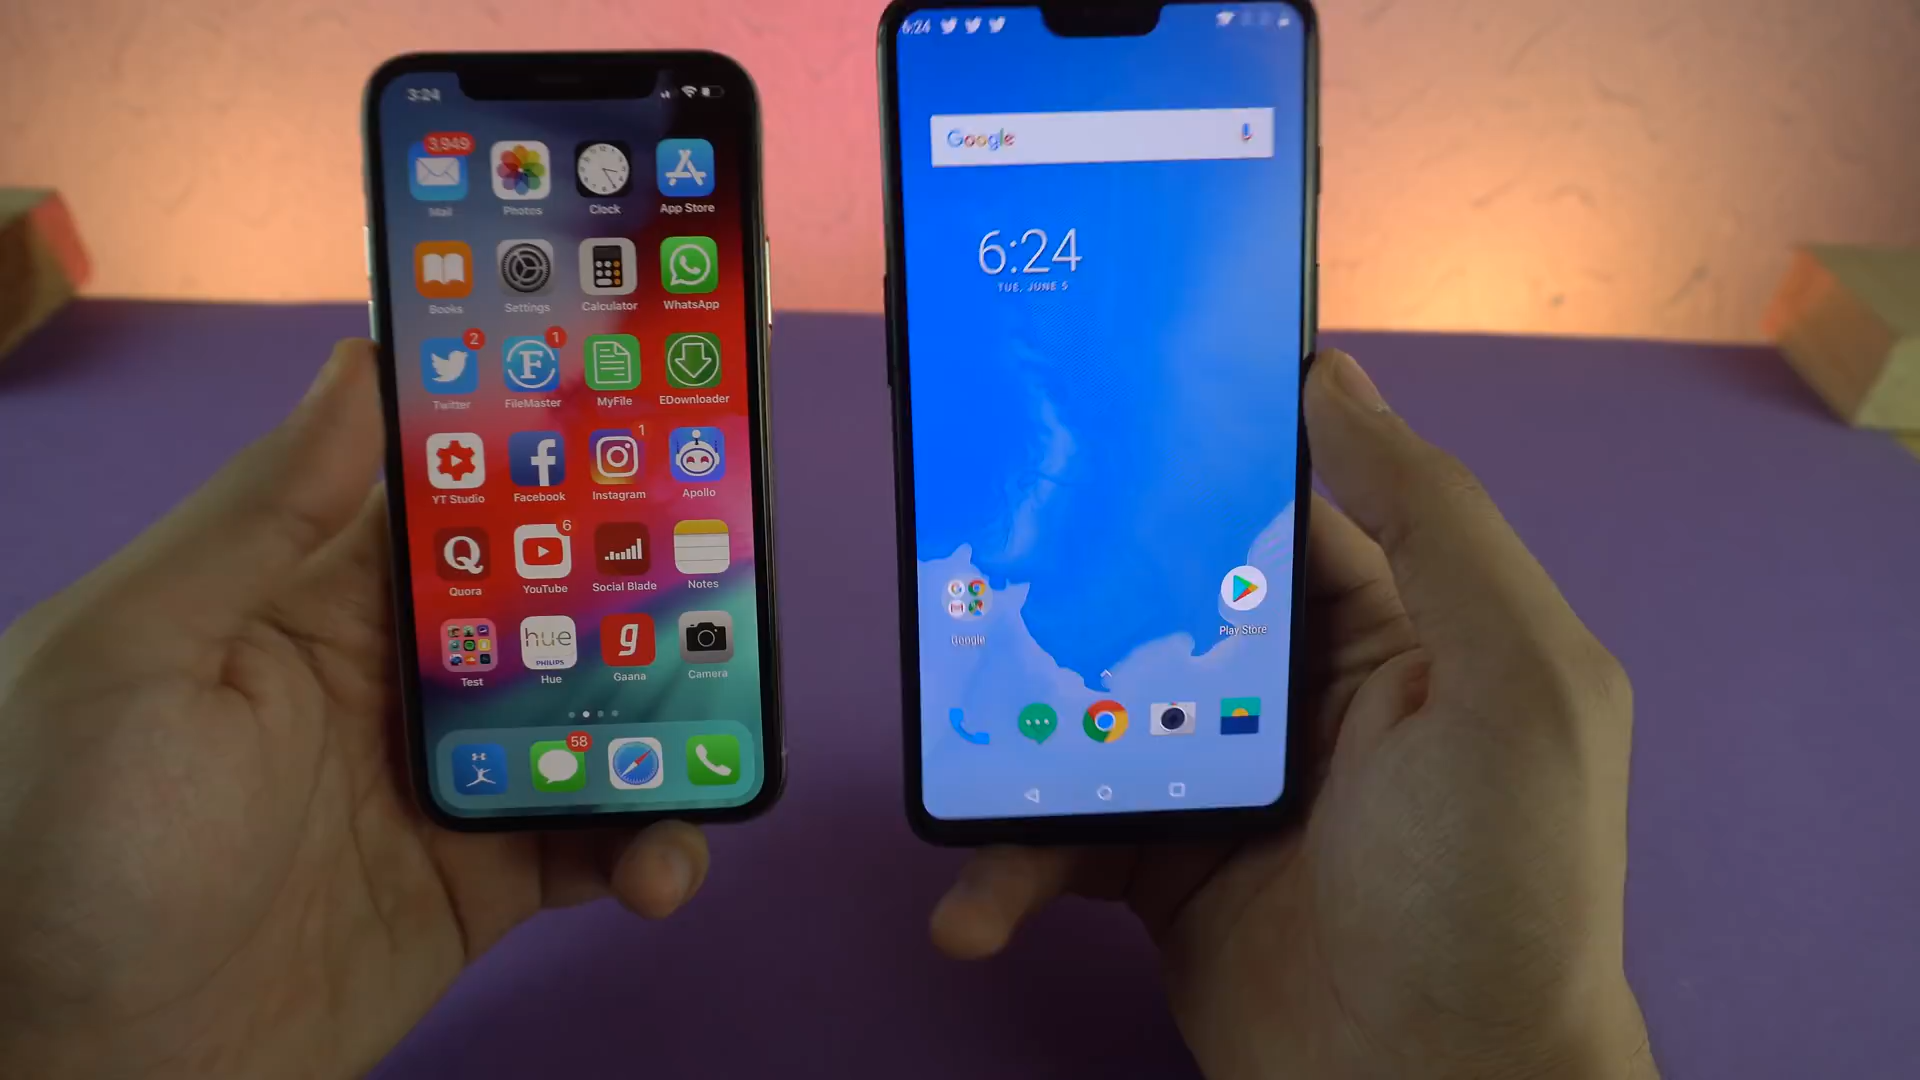 3:24
3,949
Mail
Photos
Clock
App Store
Books
Settings
Calculator
WhatsApp
2
1
F
Twitter
FileMaster
MyFile
EDownloader
1
YT Studio
Facebook
Instagram
Apollo
6
Q
Quora
YouTube
Social Blade
Notes
hue
PHILIPS
g
Test
Hue
Gaana
Camera
58
6:24
Google
6:24
TUE, JUNE 5
Google
Play Store